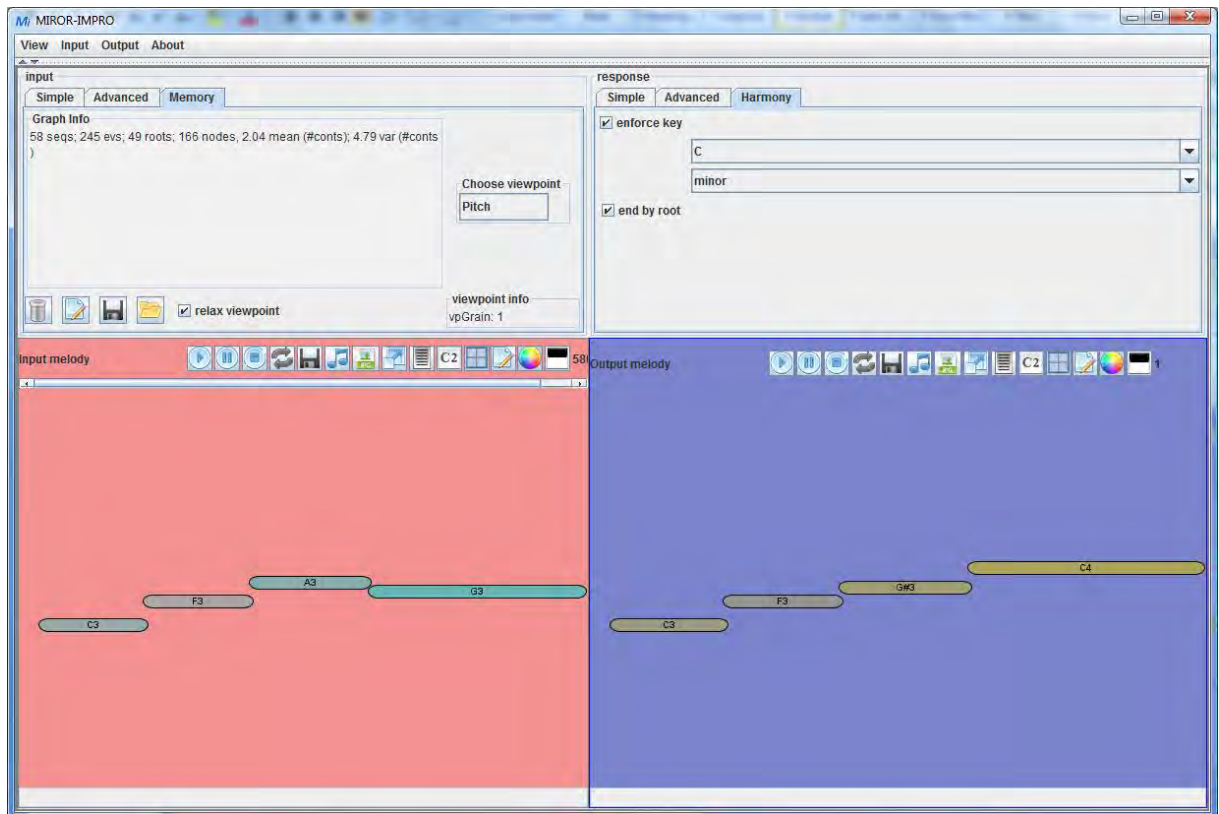 Mi MIROR-IMPRO
View Input Output About
input
Simple Advanced Memory
Graph Info
58 seqs; 245 evs; 49 roots; 166 nodes, 2.04 mean (#conts); 4.79 var (#conts
)
Choose viewpoint
Pitch
relax viewpoint
viewpoint info
vpGrain: 1
response
Simple Advanced Harmony
enforce key
C
minor
end by root
Input melody
C2
Output melody
C2
1
A3
F3
G3
C3
C4
G#3
F3
C3